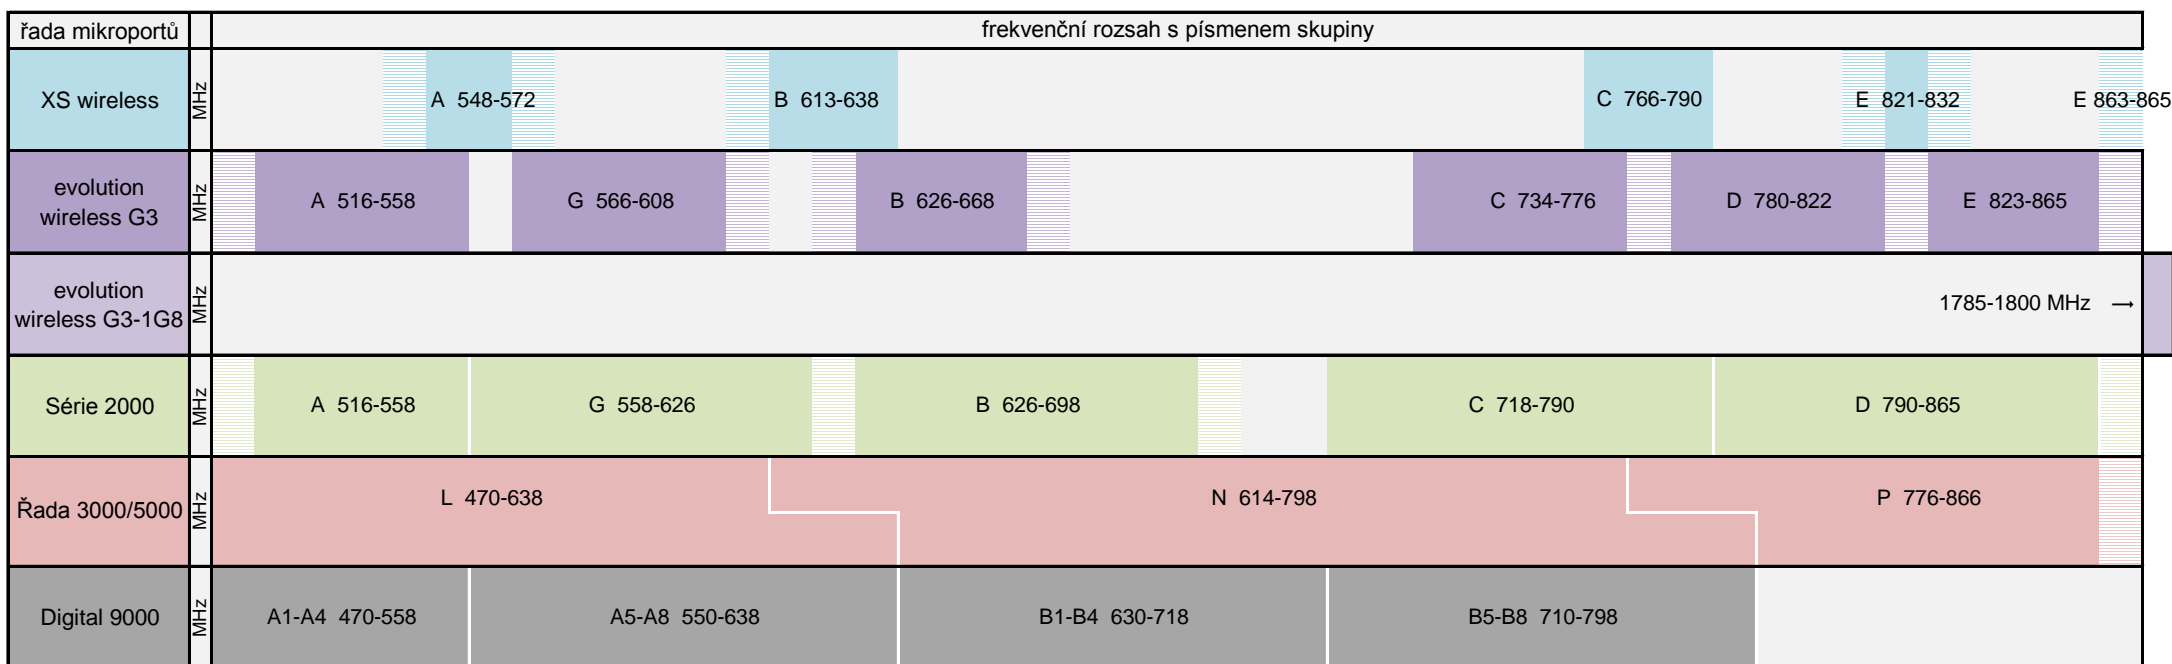 řada mikroportů
frekvenční rozsah s písmenem skupiny
XS wireless
MHz
A 548-572
B 613-638
C 766-790
E 821-832
E 863-865
evolution
wireless G3
MHz
A 516-558
G 566-608
B 626-668
C 734-776
D 780-822
E 823-865
evolution
wireless G3-1G8
MHz
1785-1800 MHz →
Série 2000
MHz
A 516-558
G 558-626
B 626-698
C 718-790
D 790-865
Řada 3000/5000
MHz
L 470-638
N 614-798
P 776-866
Digital 9000
MHz
A1-A4 470-558
A5-A8 550-638
B1-B4 630-718
B5-B8 710-798